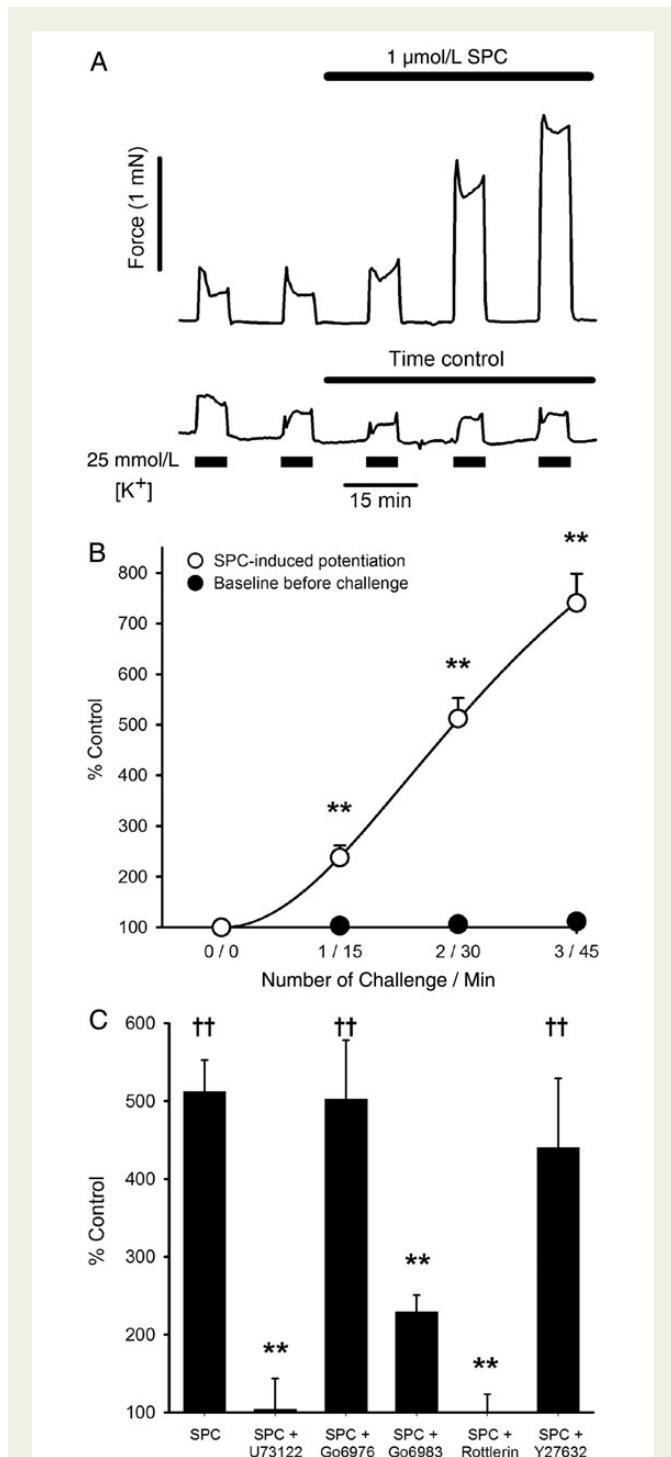 A
1 µmol/L SPC
Force (1 mN)
Time control
25 mmol/L
[K+]
15 min
B
SPC-induced potentiation
Baseline before challenge
**
**
**
800
700
600
500
400
300
200
100
% Control
0 / 0 1 / 15 2 / 30 3 / 45
Number of Challenge / Min
C
†† †† ††
** ** **
600
500
400
300
200
100
% Control
SPC SPC + SPC + SPC + SPC + SPC +
U73122 Go6976 Go6983 Rottlerin Y27632